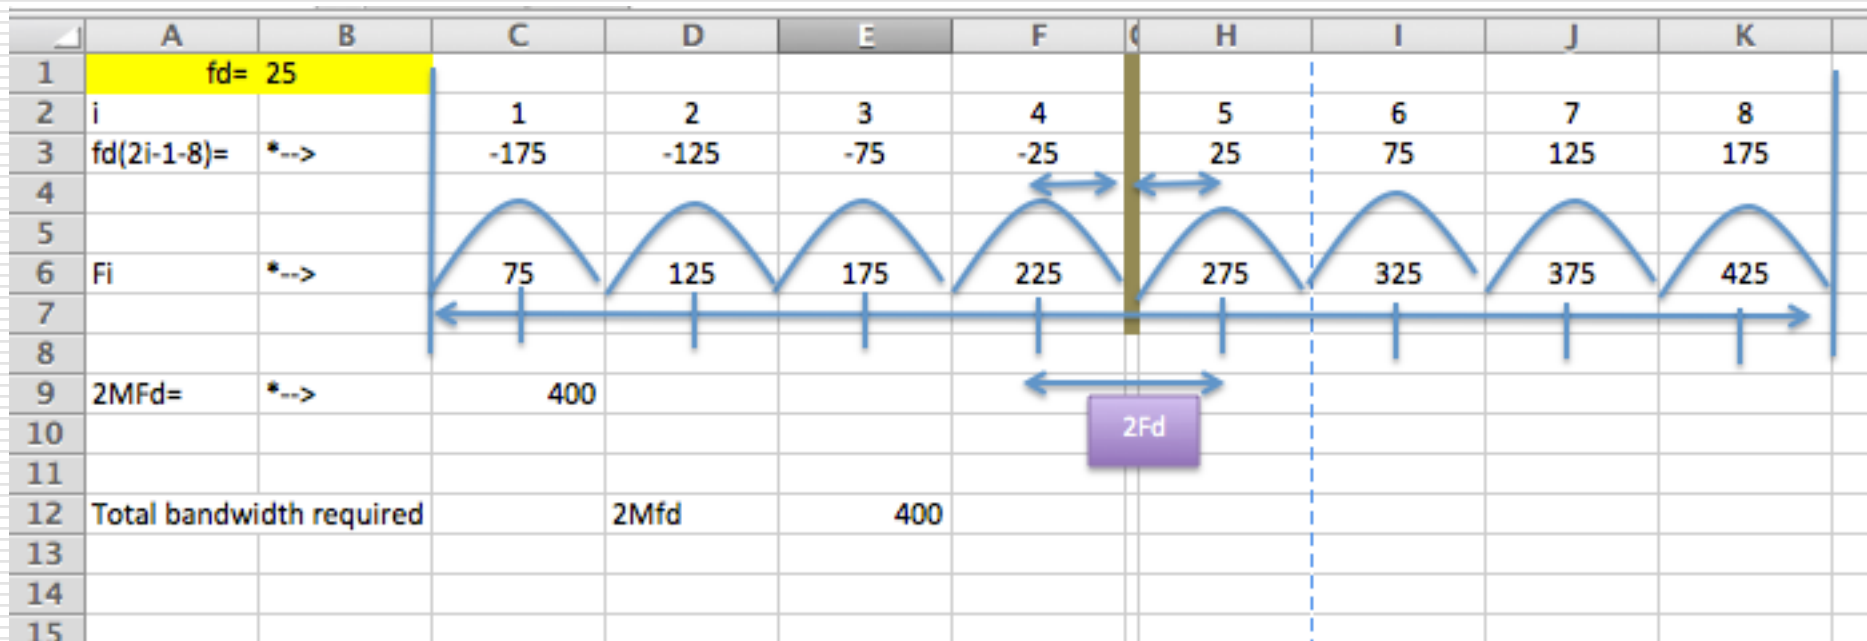 A B C D E F G H I J K
1 fd= 25
2 i 1 2 3 4 5 6 7 8
3 fd(2i-1-8)= *--> -175 -125 -75 -25 25 75 125 175
4
5
6 Fi *--> 75 125 175 225 275 325 375 425
7
8
9 2MFd= *--> 400
10 2Fd
11
12 Total bandwidth required 2Mfd 400
13
14
15